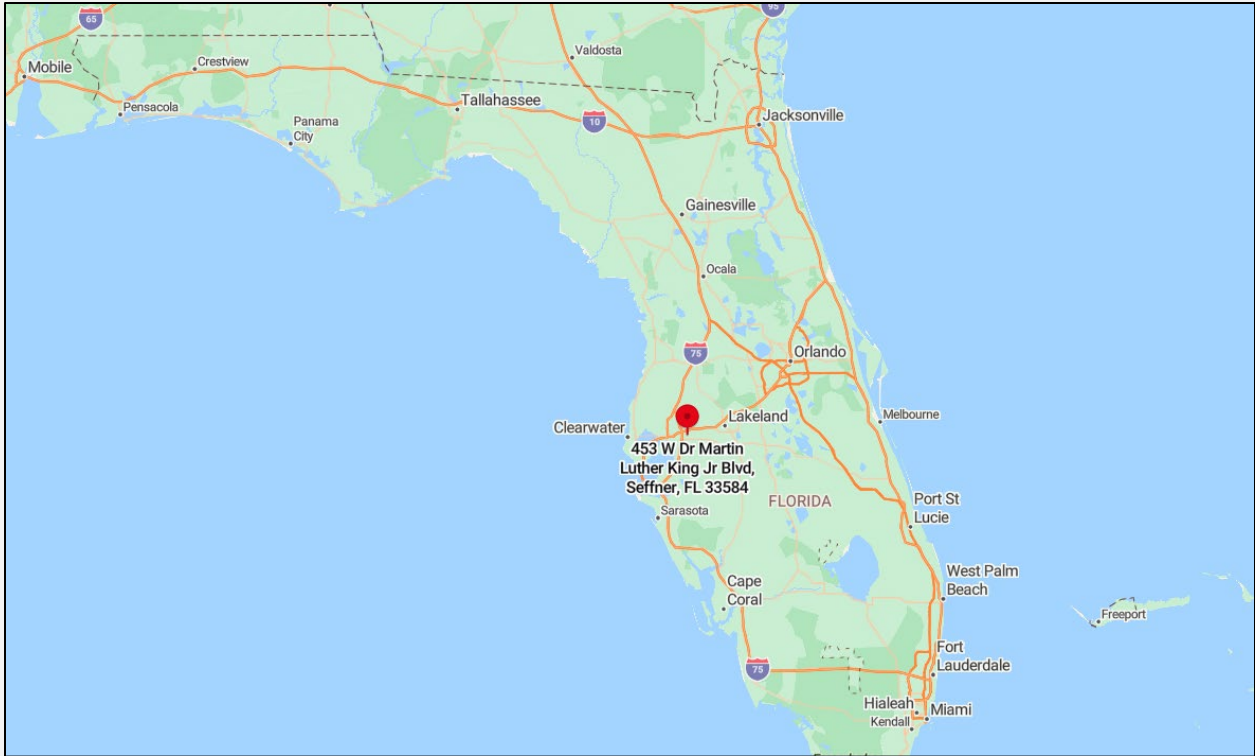 65
95
Valdosta
Crestview
Mobile
Tallahassee
Pensacola
10
Jacksonville
Panama
City
Gainesville
Ocala
75
Orlando
Clearwater
Lakeland
Melbourne
453 W Dr Martin
Luther King Jr Blvd,
Seffner, FL 33584
FLORIDA
Port St
Lucie
Sarasota
West Palm
Beach
Cape
Coral
Freeport
75
Fort
Lauderdale
Hialeah
Miami
Kendall